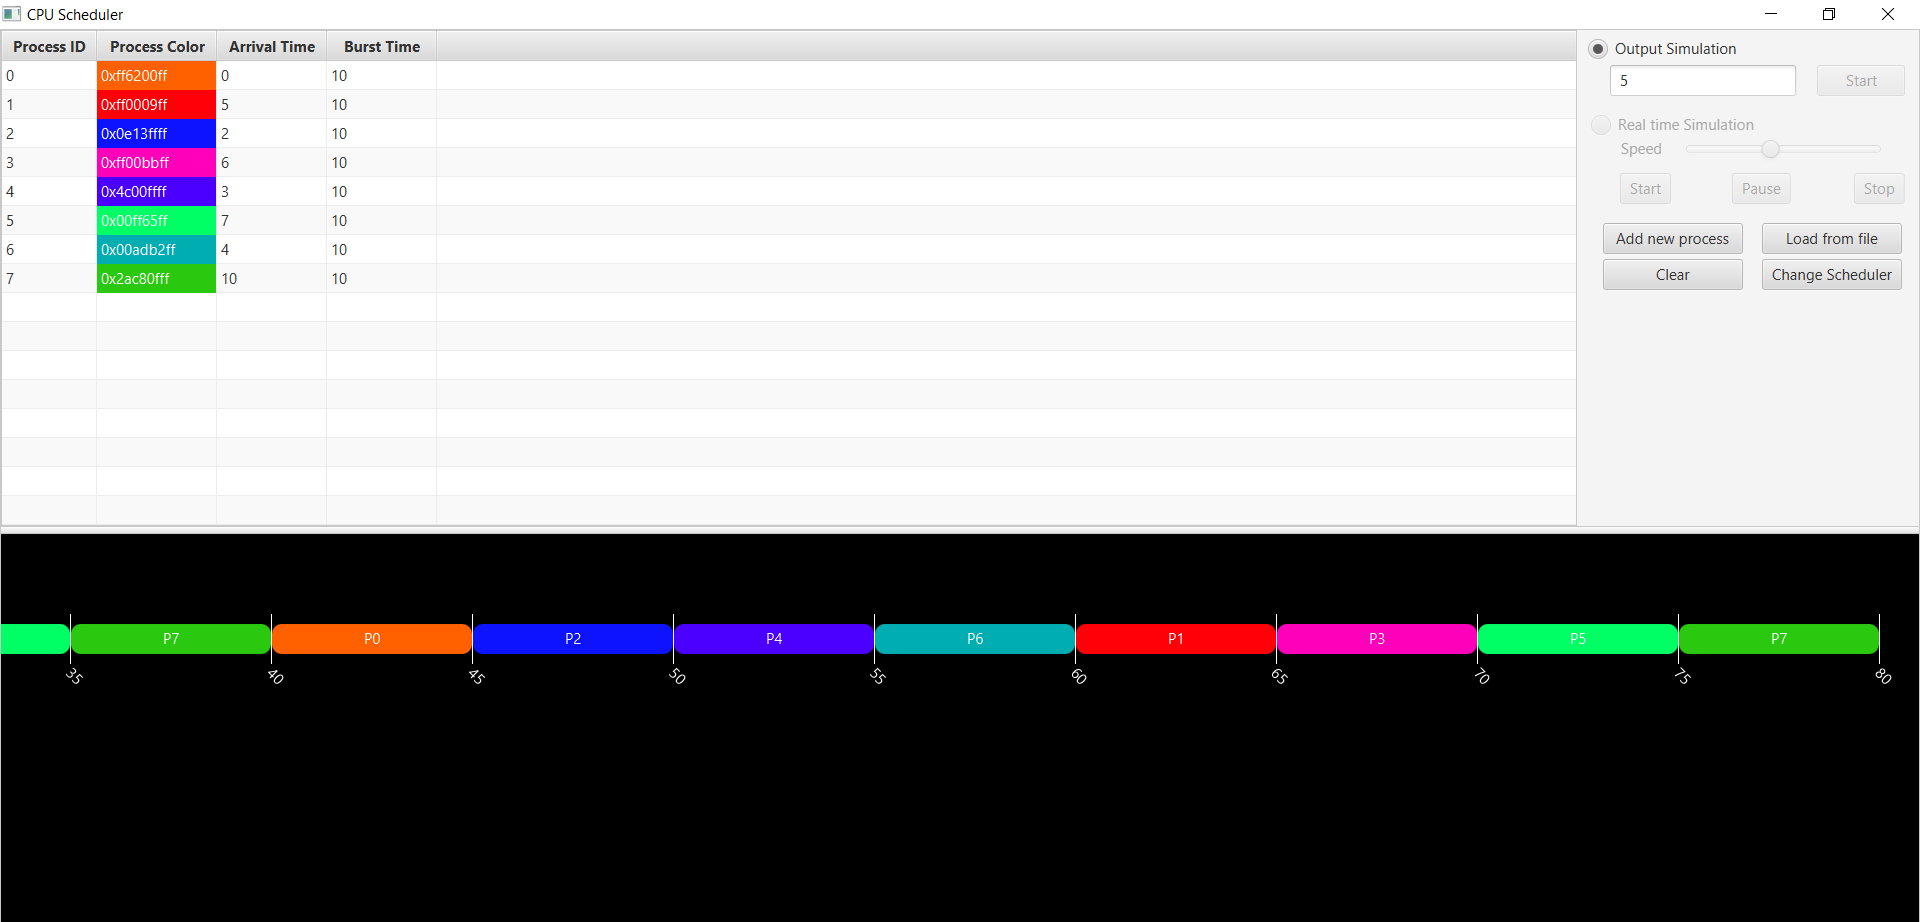 CPU Scheduler
Process ID Process Color Arrival Time Burst Time
0 0xff6200ff 0 10
1 0xff0009ff 5 10
2 0x0e13ffff 2 10
3 0xff00bbff 6 10
4 0x4c00ffff 3 10
5 0x00ff65ff 7 10
6 0x00adb2ff 4 10
7 0x2ac80fff 10 10
Output Simulation
5 Start
Real time Simulation
Speed
Start Pause Stop
Add new process Load from file
Clear Change Scheduler
P7 P0 P2 P4 P6 P1 P3 P5 P7
35 40 45 50 55 60 65 70 75 80